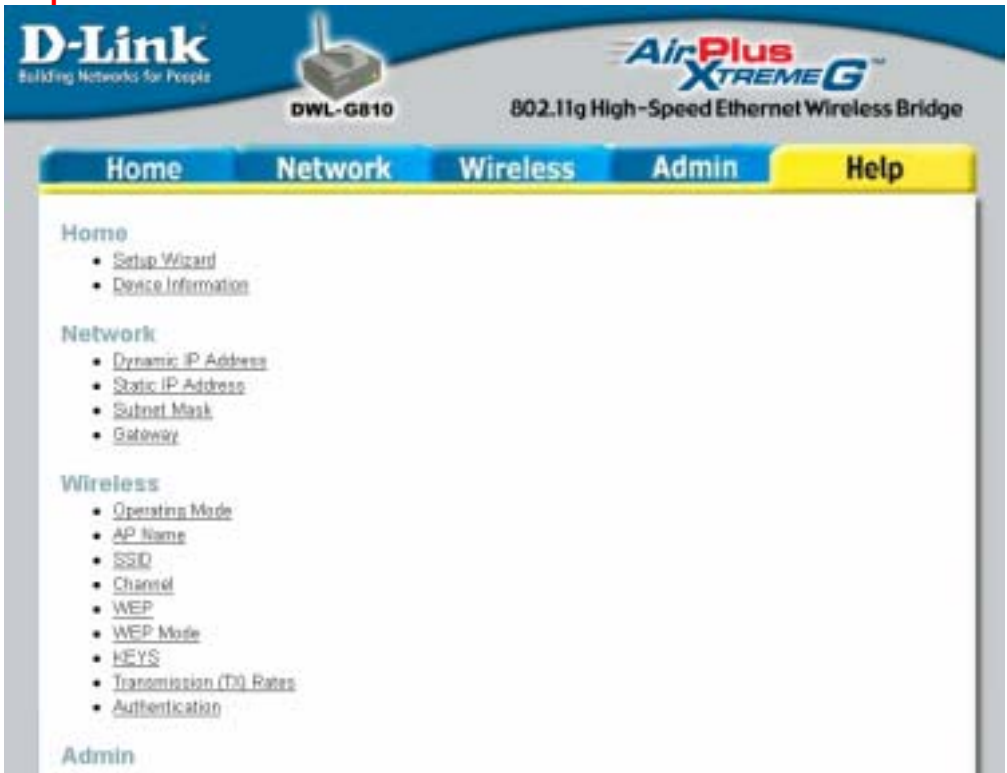 D-Link
Building Networks for People
DWL-G810
AirPlus
XTREME G™
802.11g High-Speed Ethernet Wireless Bridge
Home Network Wireless Admin Help
Home
• Setup Wizard
• Device Information
Network
• Dynamic IP Address
• Static IP Address
• Subnet Mask
• Gateway
Wireless
• Operating Mode
• AP Name
• SSID
• Channel
• WEP
• WEP Mode
• KEYS
• Transmission (TX) Rates
• Authentication
Admin